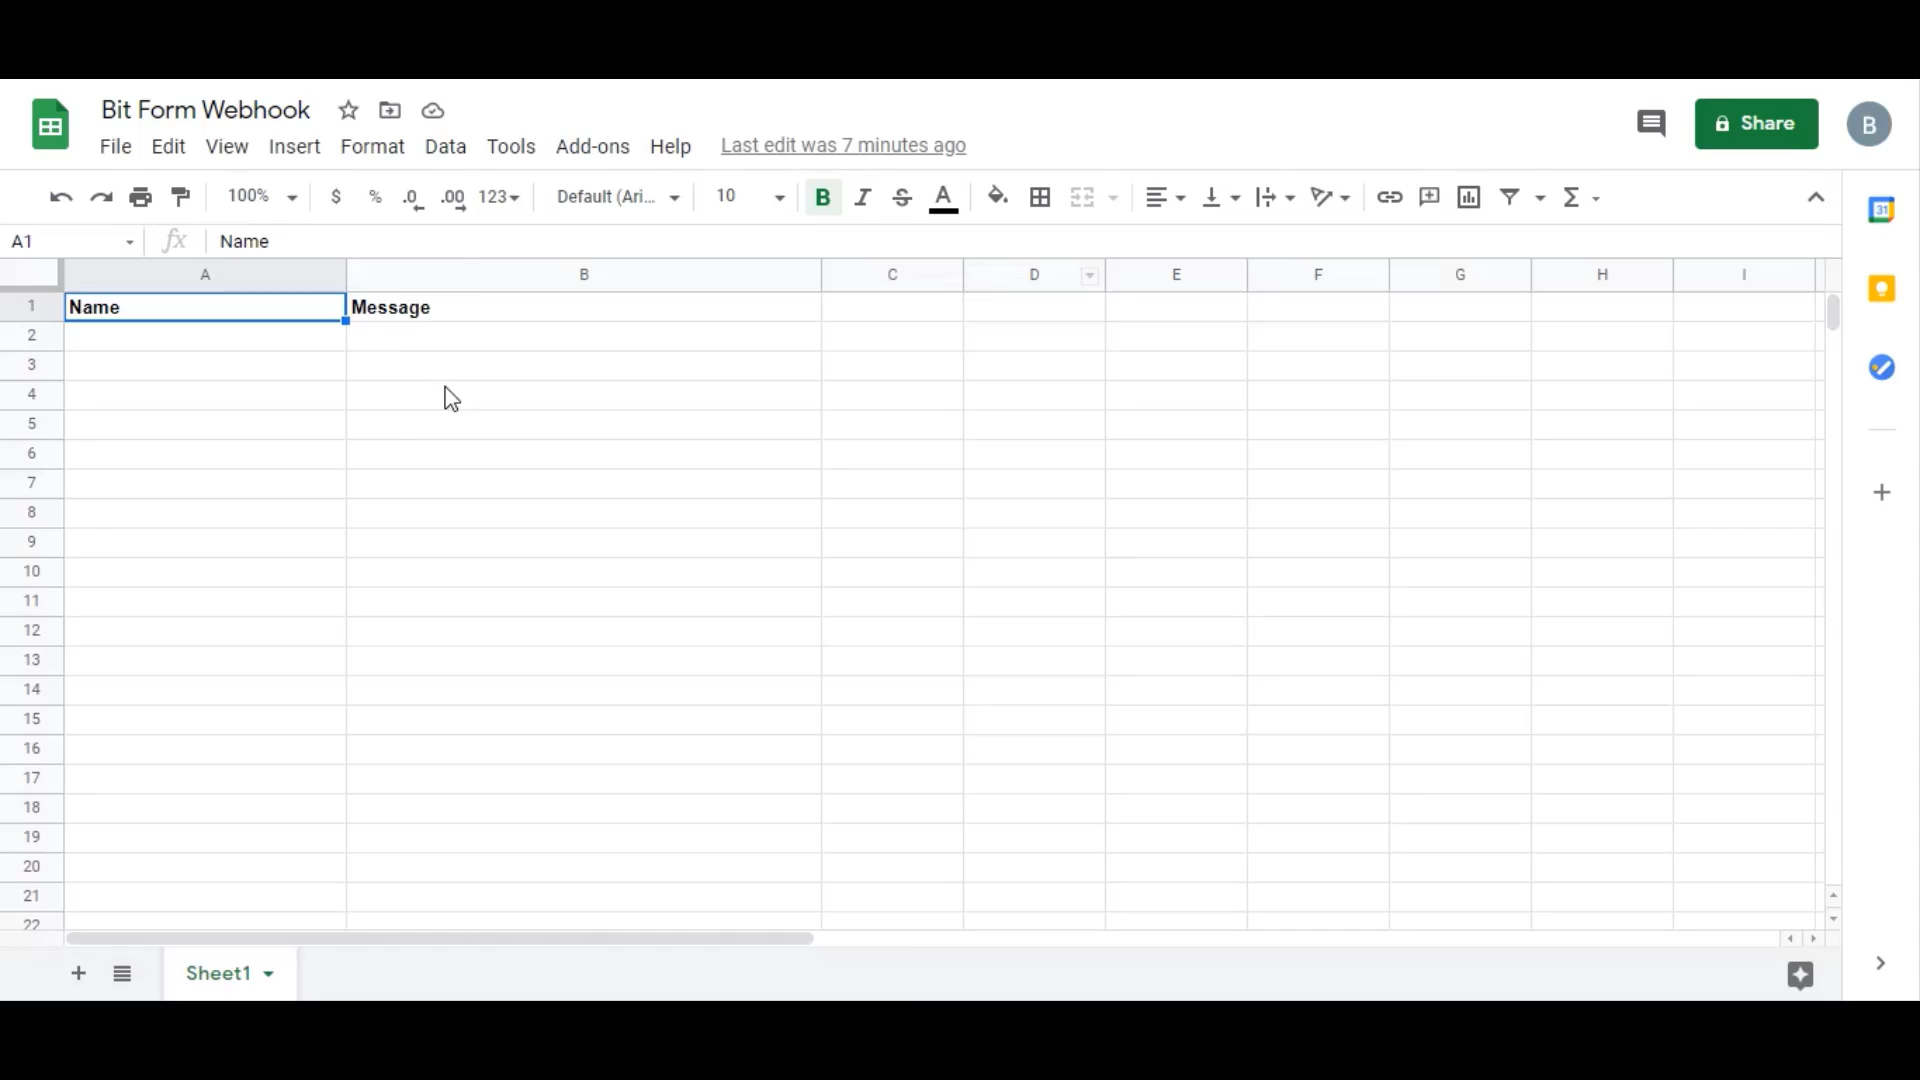 Bit Form Webhook
File Edit View Insert Format Data Tools Add-ons Help Last edit was 7 minutes ago
Share
B
100% $ % .0 .00 123 Default (Ari... 10 B I S A Σ
31
A1 fx Name
A B C D E F G H I
1 Name Message
2
3
4
5
6
7
8
9
10
11
12
13
14
15
16
17
18
19
20
21
22
+ Sheet1